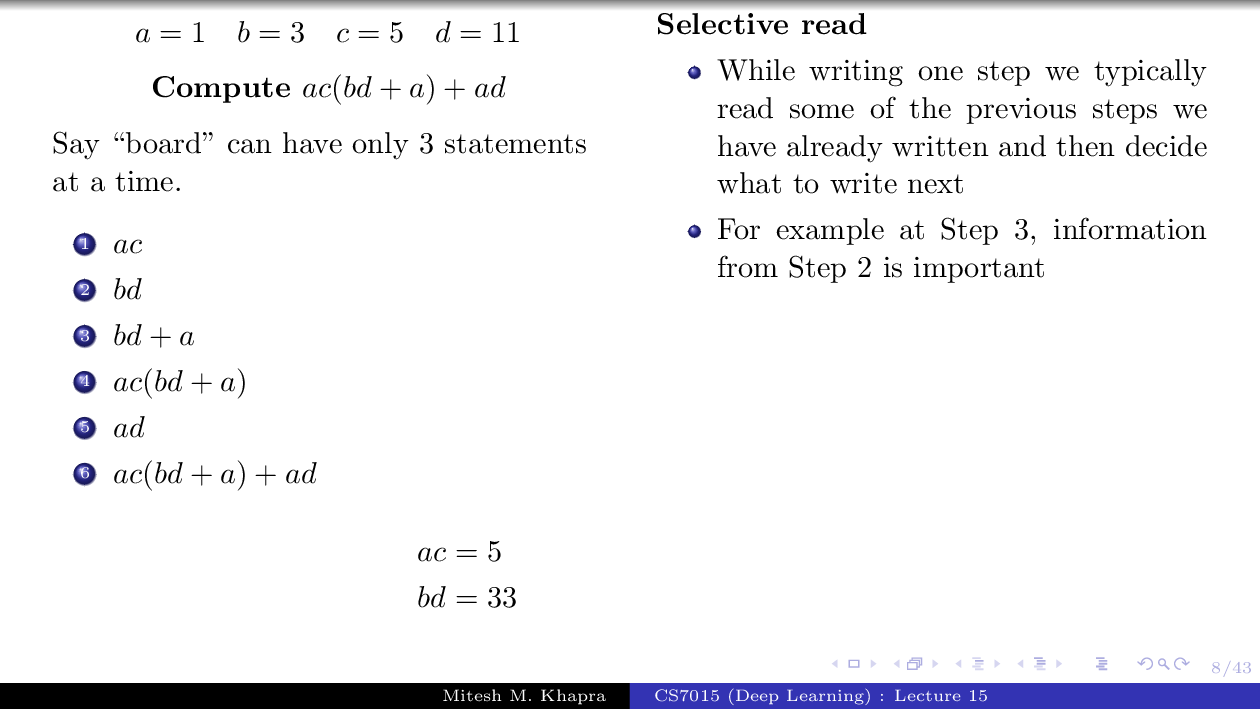 a = 1 b = 3 c = 5 d = 11
Compute ac(bd + a) + ad
Say “board” can have only 3 statements
at a time.
1 ac
2 bd
3 bd + a
4 ac(bd + a)
5 ad
6 ac(bd + a) + ad
ac = 5
bd = 33
Selective read
While writing one step we typically
read some of the previous steps we
have already written and then decide
what to write next
For example at Step 3, information
from Step 2 is important
8/43
Mitesh M. Khapra
CS7015 (Deep Learning) : Lecture 15